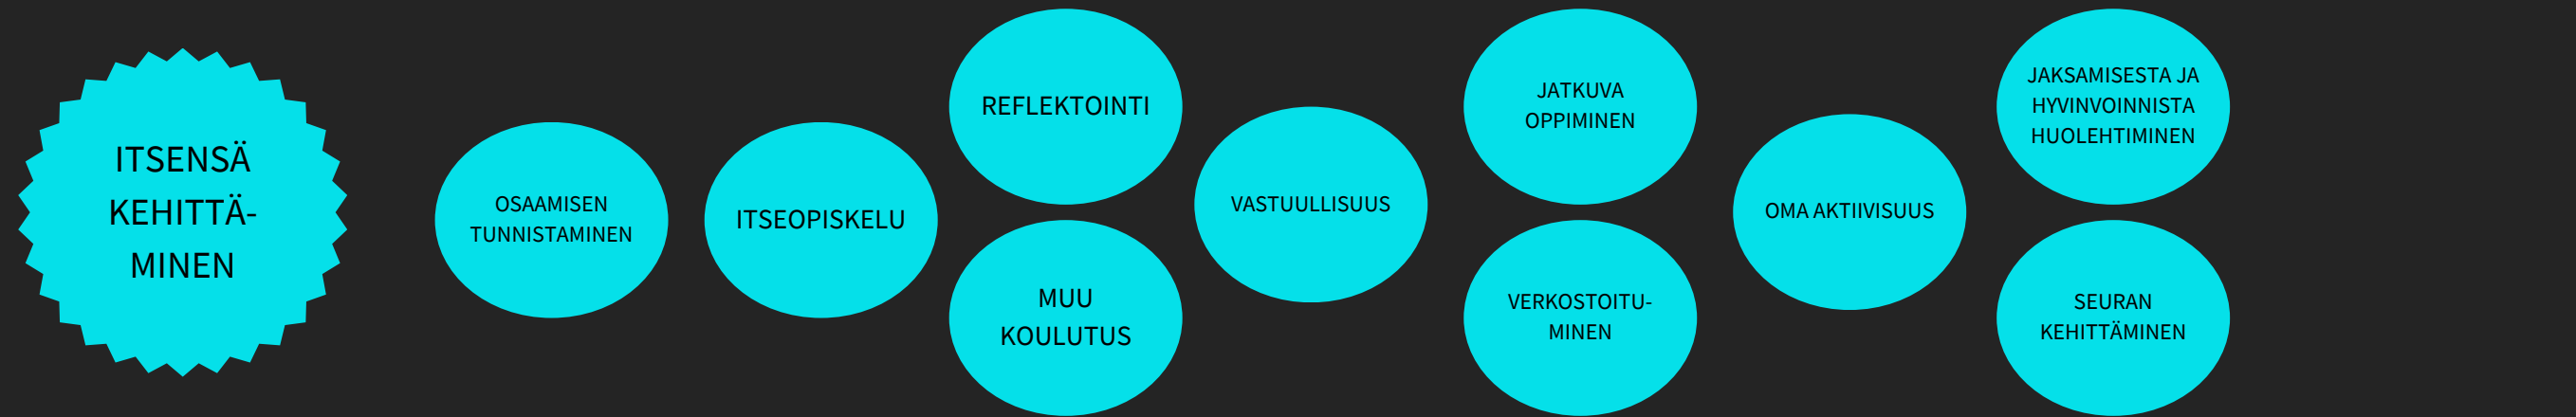 ITSENSÄ
KEHITTÄ-
MINEN
OSAAMISEN
TUNNISTAMINEN
ITSEOPISKELU
REFLEKTOINTI
MUU
KOULUTUS
VASTUULLISUUS
JATKUVA
OPPIMINEN
VERKOSTOITU-
MINEN
OMA AKTIIVISUUS
JAKSAMISESTA JA
HYVINVOINNISTA
HUOLEHTIMINEN
SEURAN
KEHITTÄMINEN